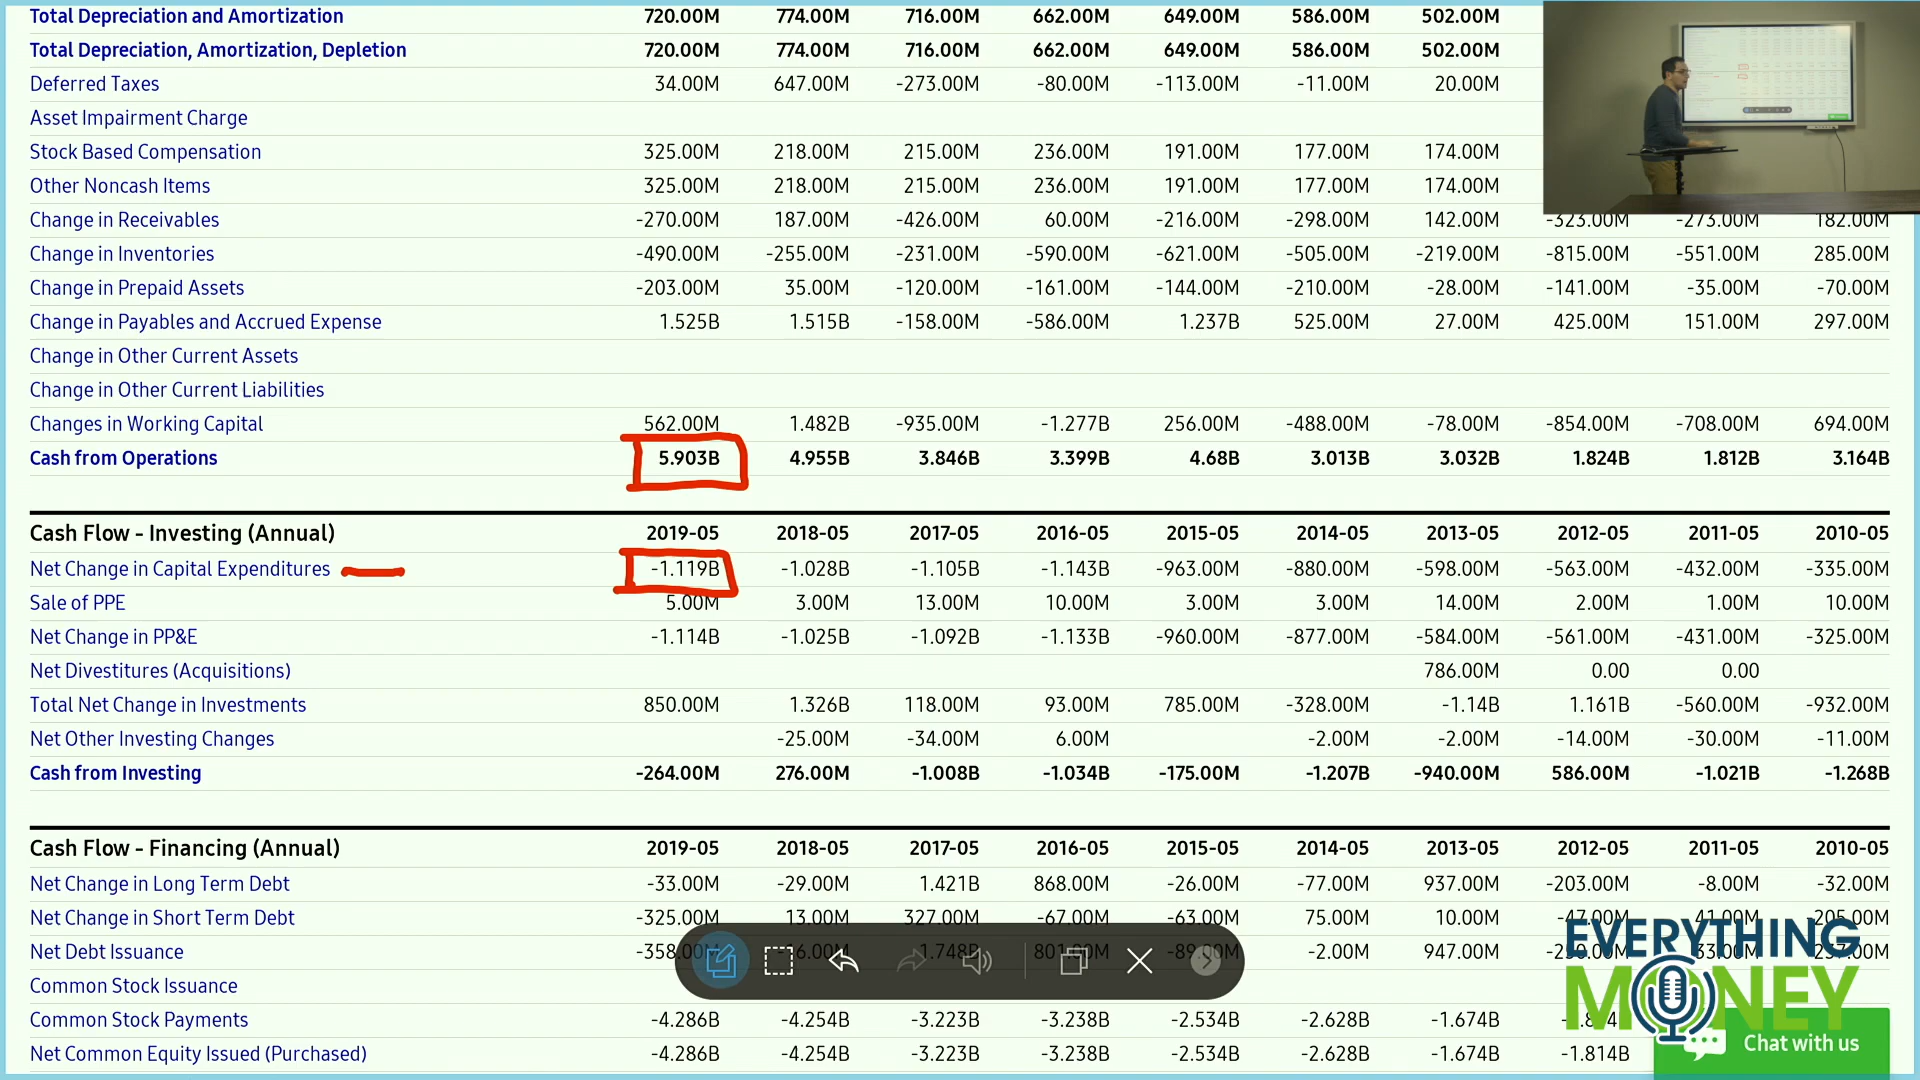 Total Depreciation and Amortization 720.00M 774.00M 716.00M 662.00M 649.00M 586.00M 502.00M
Total Depreciation, Amortization, Depletion 720.00M 774.00M 716.00M 662.00M 649.00M 586.00M 502.00M
Deferred Taxes 34.00M 647.00M -273.00M -80.00M -113.00M -11.00M 20.00M
Asset Impairment Charge
Stock Based Compensation 325.00M 218.00M 215.00M 236.00M 191.00M 177.00M 174.00M
Other Noncash Items 325.00M 218.00M 215.00M 236.00M 191.00M 177.00M 174.00M
Change in Receivables -270.00M 187.00M -426.00M 60.00M -216.00M -298.00M 142.00M -323.00M -273.00M 182.00M
Change in Inventories -490.00M -255.00M -231.00M -590.00M -621.00M -505.00M -219.00M -815.00M -551.00M 285.00M
Change in Prepaid Assets -203.00M 35.00M -120.00M -161.00M -144.00M -210.00M -28.00M -141.00M -35.00M -70.00M
Change in Payables and Accrued Expense 1.525B 1.515B -158.00M -586.00M 1.237B 525.00M 27.00M 425.00M 151.00M 297.00M
Change in Other Current Assets
Change in Other Current Liabilities
Changes in Working Capital 562.00M 1.482B -935.00M -1.277B 256.00M -488.00M -78.00M -854.00M -708.00M 694.00M
Cash from Operations 5.903B 4.955B 3.846B 3.399B 4.68B 3.013B 3.032B 1.824B 1.812B 3.164B
Cash Flow - Investing (Annual) 2019-05 2018-05 2017-05 2016-05 2015-05 2014-05 2013-05 2012-05 2011-05 2010-05
Net Change in Capital Expenditures -1.119B -1.028B -1.105B -1.143B -963.00M -880.00M -598.00M -563.00M -432.00M -335.00M
Sale of PPE 5.00M 3.00M 13.00M 10.00M 3.00M 3.00M 14.00M 2.00M 1.00M 10.00M
Net Change in PP&E -1.114B -1.025B -1.092B -1.133B -960.00M -877.00M -584.00M -561.00M -431.00M -325.00M
Net Divestitures (Acquisitions) 786.00M 0.00 0.00
Total Net Change in Investments 850.00M 1.326B 118.00M 93.00M 785.00M -328.00M -1.14B 1.161B -560.00M -932.00M
Net Other Investing Changes -25.00M -34.00M 6.00M -2.00M -2.00M -14.00M -30.00M -11.00M
Cash from Investing -264.00M 276.00M -1.008B -1.034B -175.00M -1.207B -940.00M 586.00M -1.021B -1.268B
Cash Flow - Financing (Annual) 2019-05 2018-05 2017-05 2016-05 2015-05 2014-05 2013-05 2012-05 2011-05 2010-05
Net Change in Long Term Debt -33.00M -29.00M 1.421B 868.00M -26.00M -77.00M 937.00M -203.00M -8.00M -32.00M
Net Change in Short Term Debt -325.00M 13.00M 327.00M -67.00M -63.00M 75.00M 10.00M -47.00M 41.00M -205.00M
Net Debt Issuance 1.748B -2.00M 947.00M
Common Stock Issuance
Common Stock Payments -4.286B -4.254B -3.223B -3.238B -2.534B -2.628B -1.674B
Net Common Equity Issued (Purchased) -4.286B -4.254B -3.223B -3.238B -2.534B -2.628B -1.674B -1.814B
EVERYTHING
MONEY
Chat with us